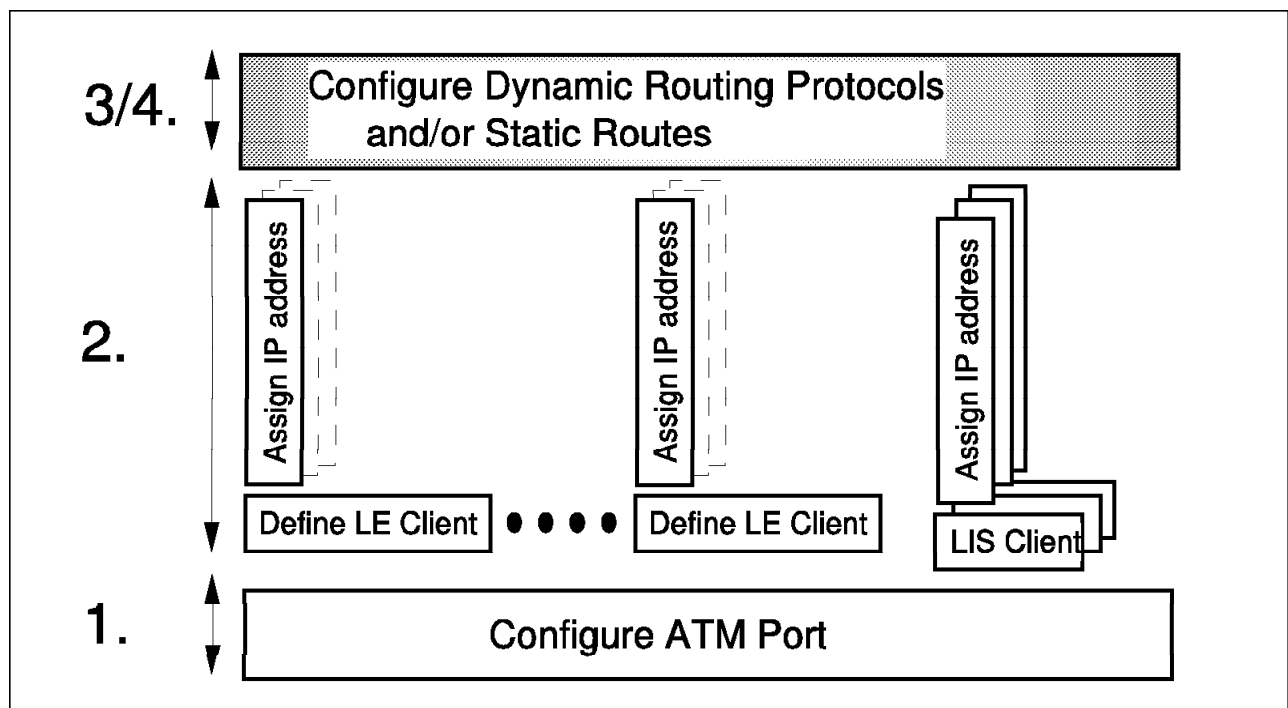 3/4.
Configure Dynamic Routing Protocols
and/or Static Routes
2.
Assign IP address
Assign IP address
Assign IP address
Define LE Client
Define LE Client
LIS Client
1.
Configure ATM Port